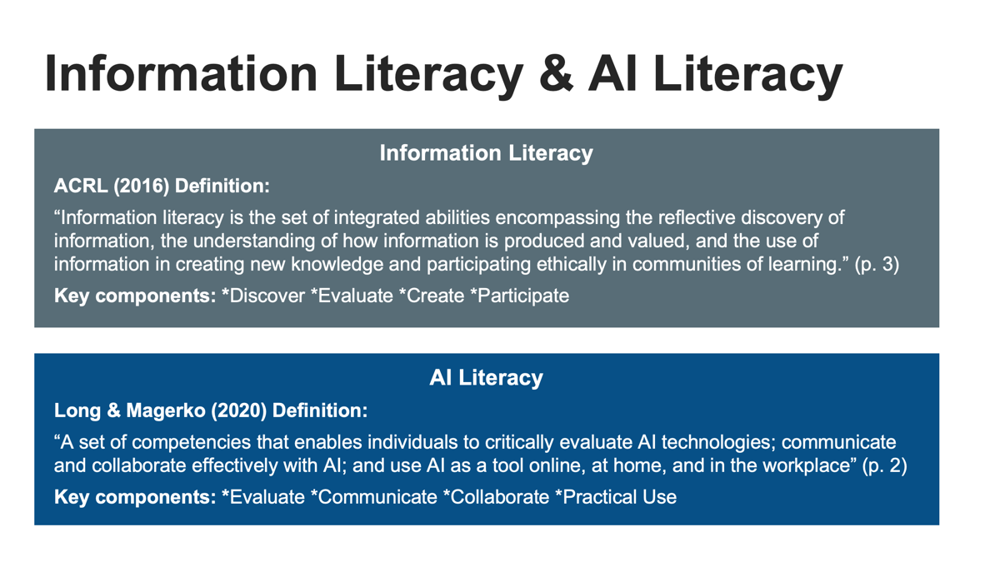 Information Literacy & AI Literacy
Information Literacy
ACRL (2016) Definition:
“Information literacy is the set of integrated abilities encompassing the reflective discovery of
information, the understanding of how information is produced and valued, and the use of
information in creating new knowledge and participating ethically in communities of learning.” (p. 3)
Key components: *Discover *Evaluate *Create *Participate
AI Literacy
Long & Magerko (2020) Definition:
“A set of competencies that enables individuals to critically evaluate AI technologies; communicate
and collaborate effectively with AI; and use AI as a tool online, at home, and in the workplace” (p. 2)
Key components: *Evaluate *Communicate *Collaborate *Practical Use